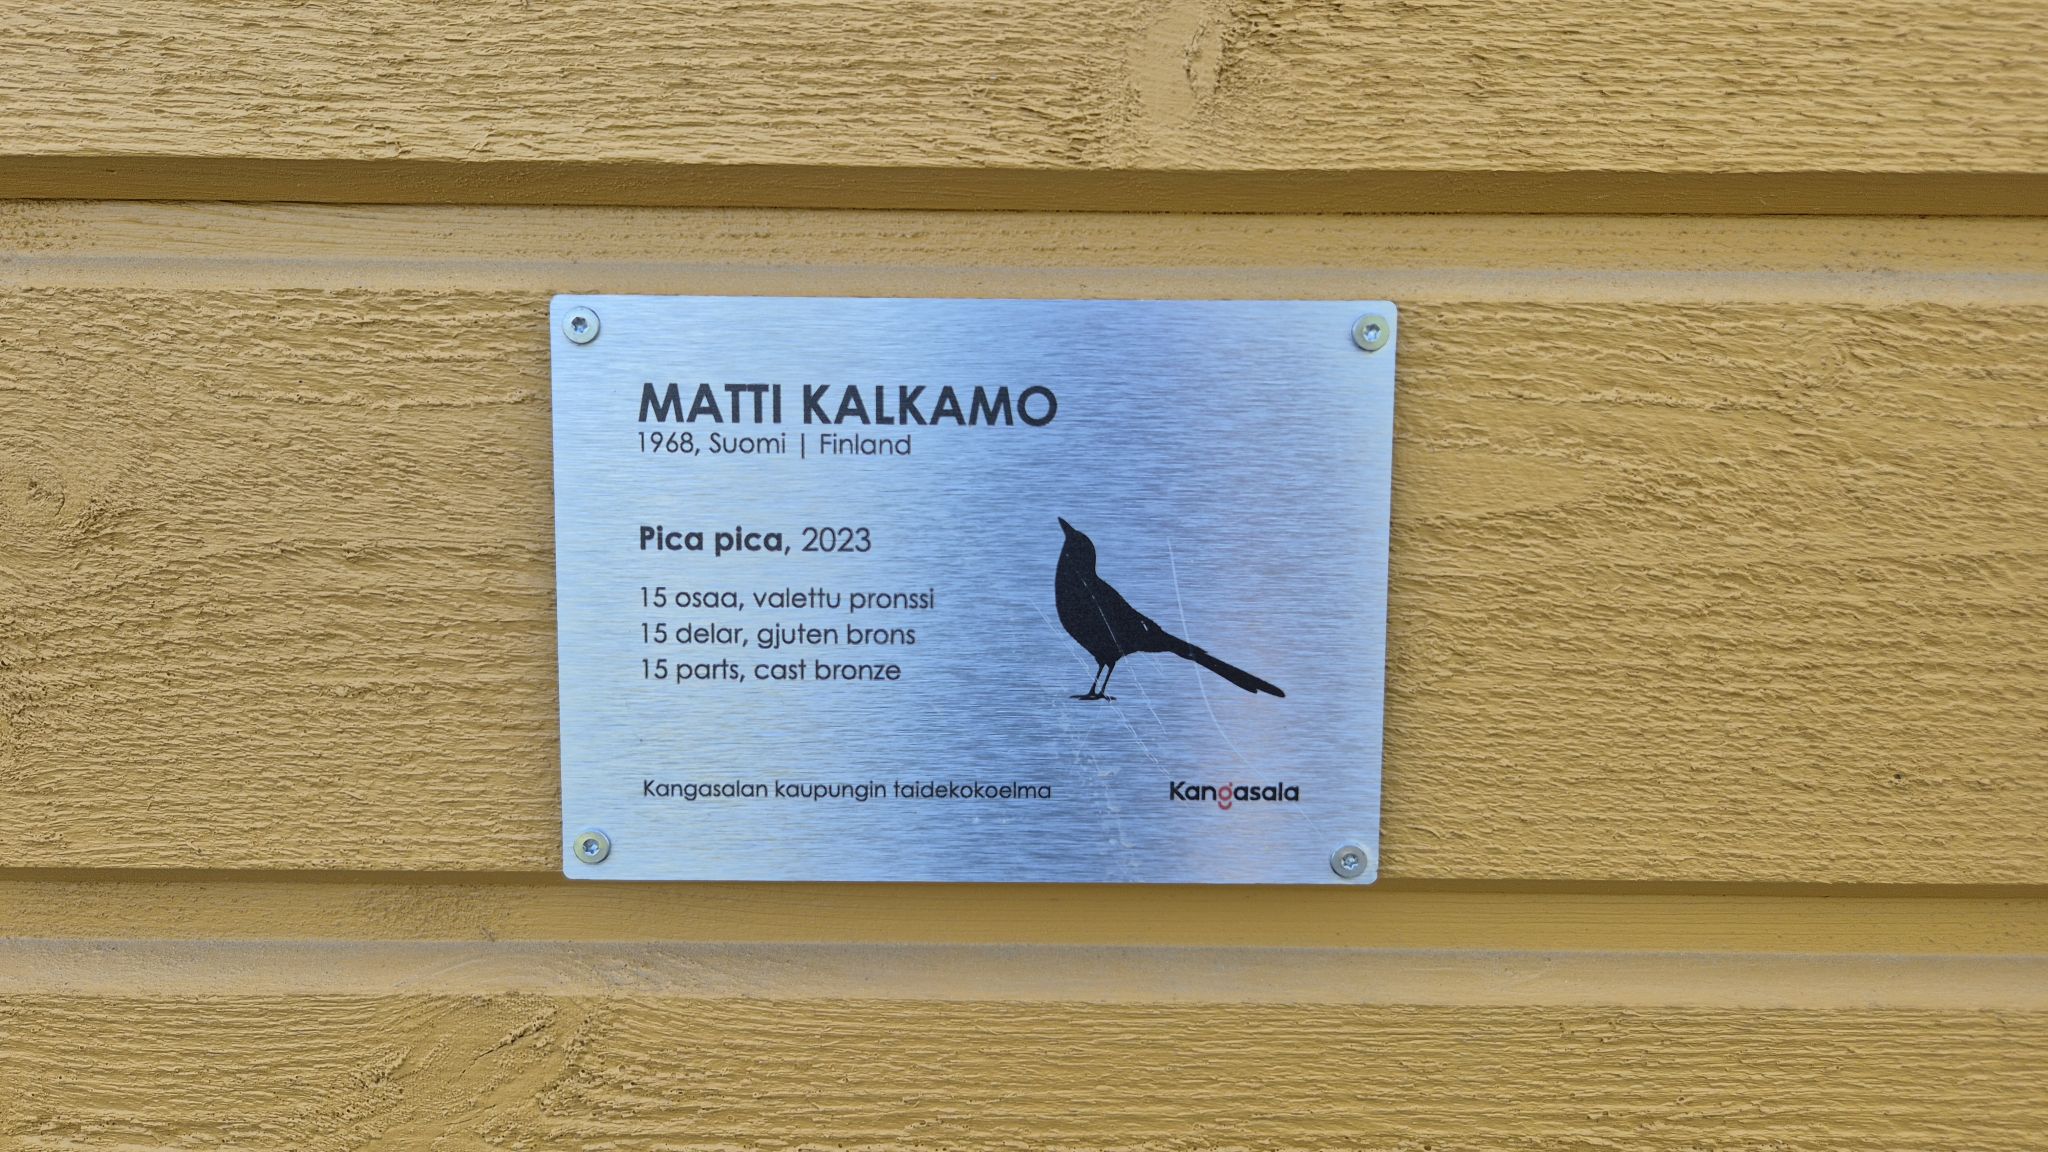 MATTI KALKAMO
1968, Suomi | Finland
Pica pica, 2023
15 osaa, valettu pronssi
15 delar, gjuten brons
15 parts, cast bronze
Kangasalan kaupungin taidekokoelma
Kangasala